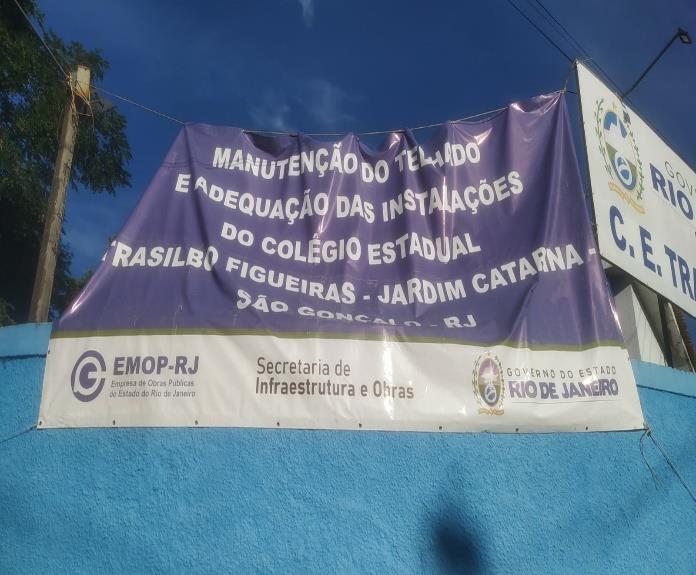 MANUTENÇÃO DO TELHADO
E ADEQUAÇÃO DAS INSTALAÇÕES
DO COLÉGIO ESTADUAL
TRASILBO FIGUEIRAS - JARDIM CATARINA -
SÃO GONÇALO - RJ
EMOP-RJ
Empresa de Obras Públicas
do Estado do Rio de Janeiro
Secretaria de
Infraestrutura e Obras
GOVERNO DO ESTADO
RIO DE JANEIRO
RIO
C. E. TRA